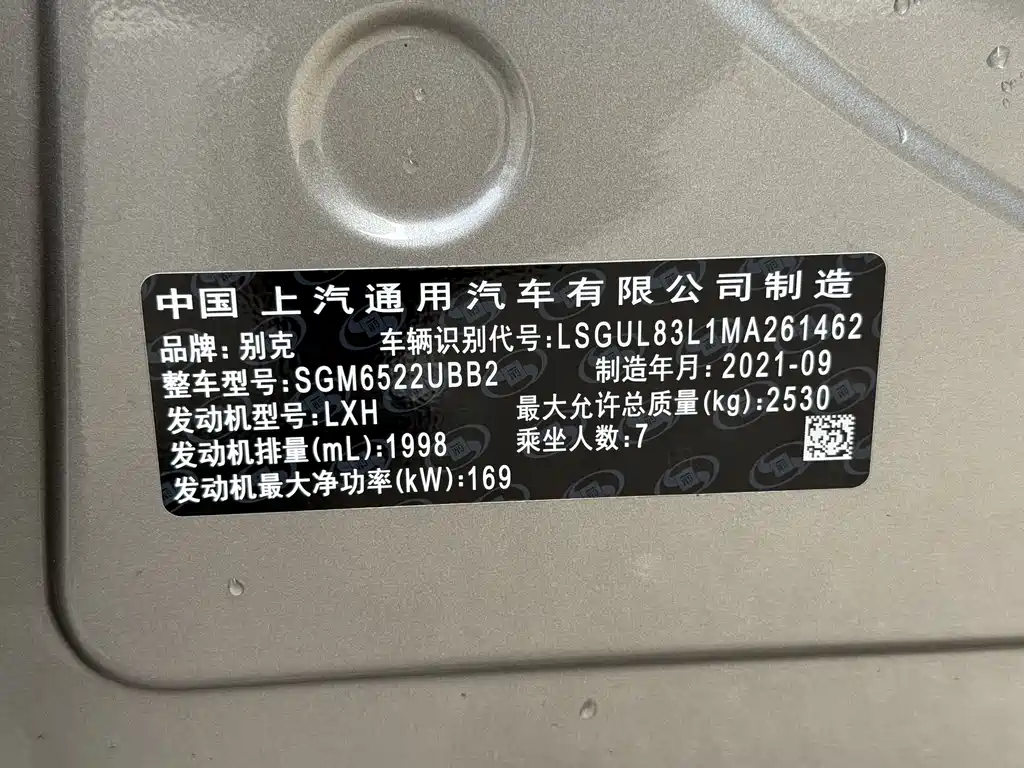 中国 上汽通用汽车有限公司制造
品牌: 别克 车辆识别代号:LSGUL83L1MA261462
整车型号:SGM6522UBB2 制造年月: 2021-09
发动机型号:LXH 最大允许总质量(kg):2530
发动机排量(mL):1998 乘坐人数:7
发动机最大净功率(kW):169